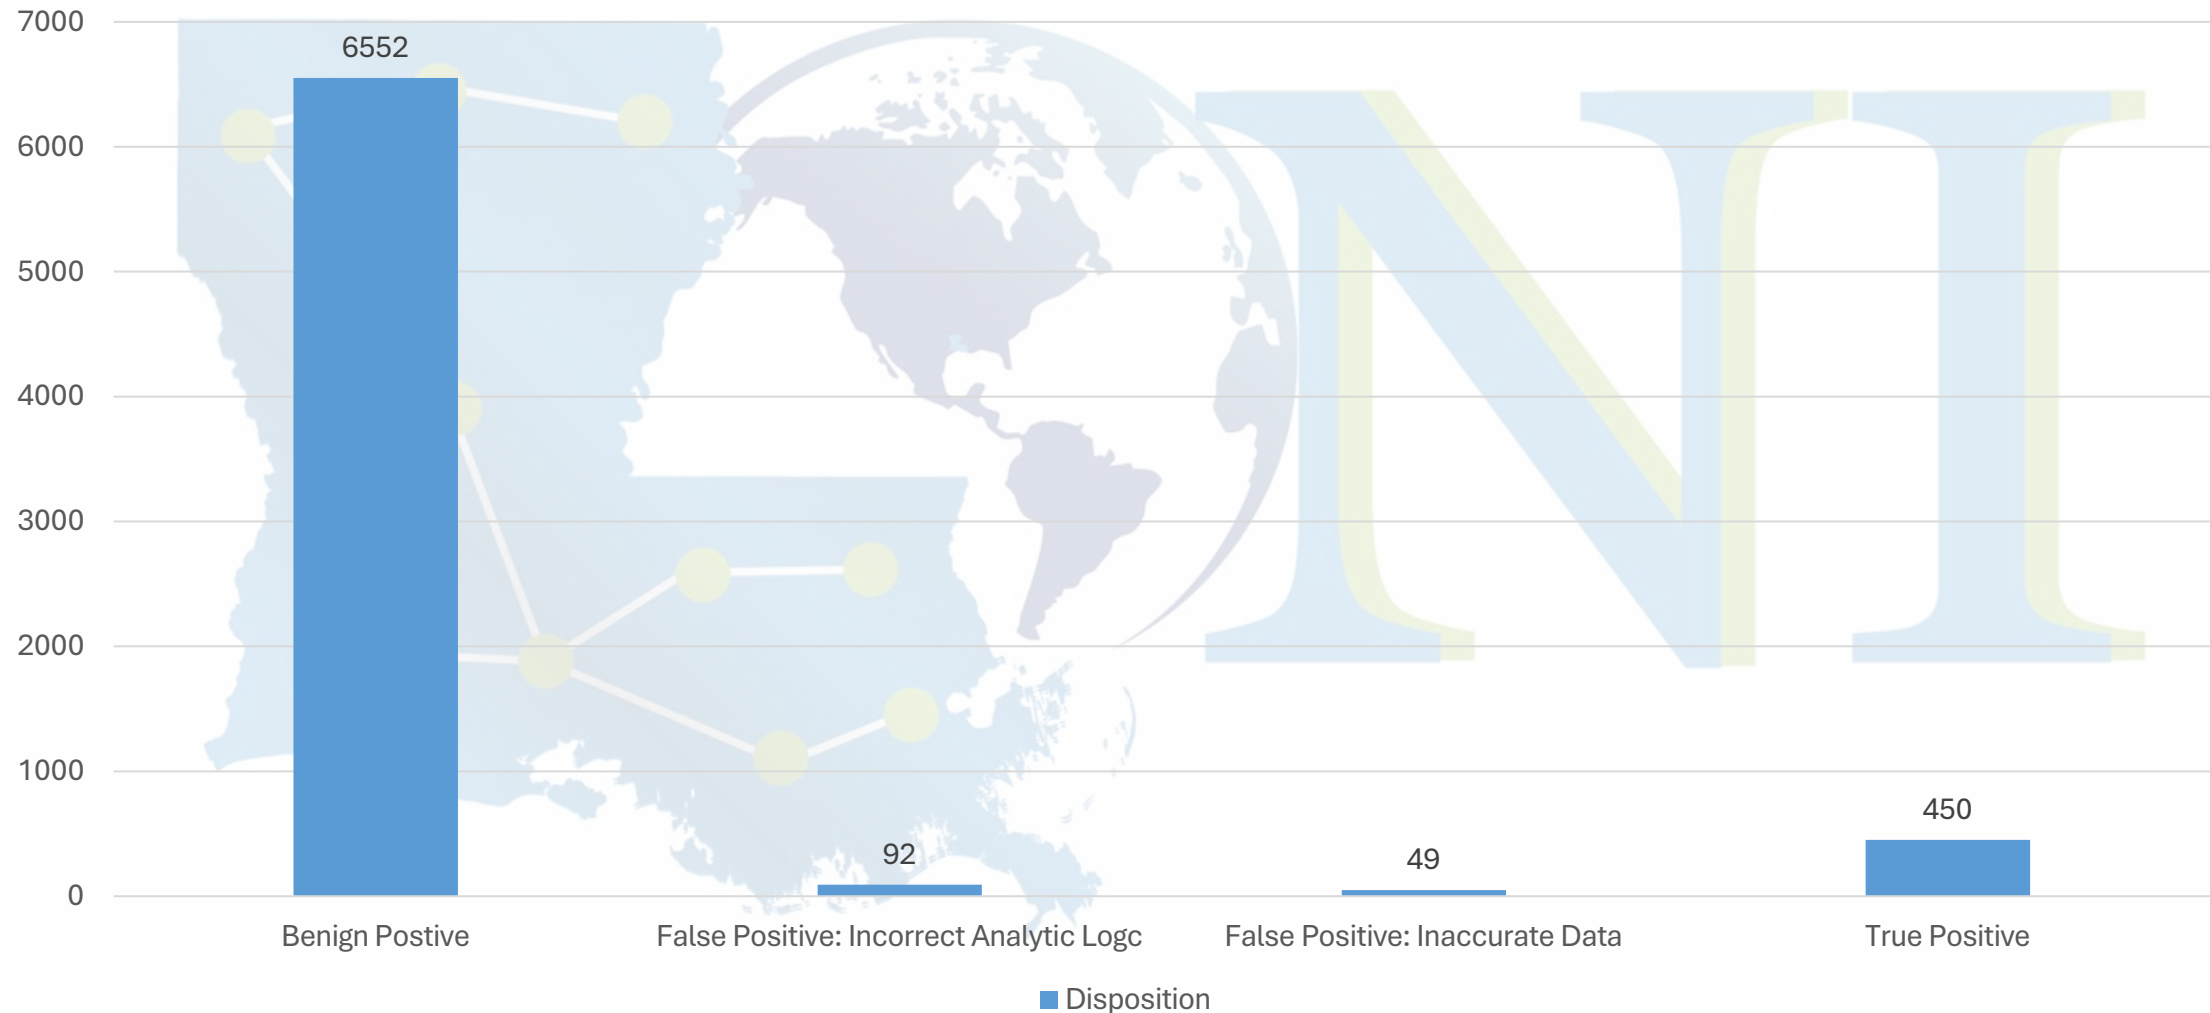 7000
6552
6000
5000
4000
3000
2000
1000
450
92
49
0
Benign Postive
False Positive: Incorrect Analytic Logc
False Positive: Inaccurate Data
True Positive
Disposition
NI